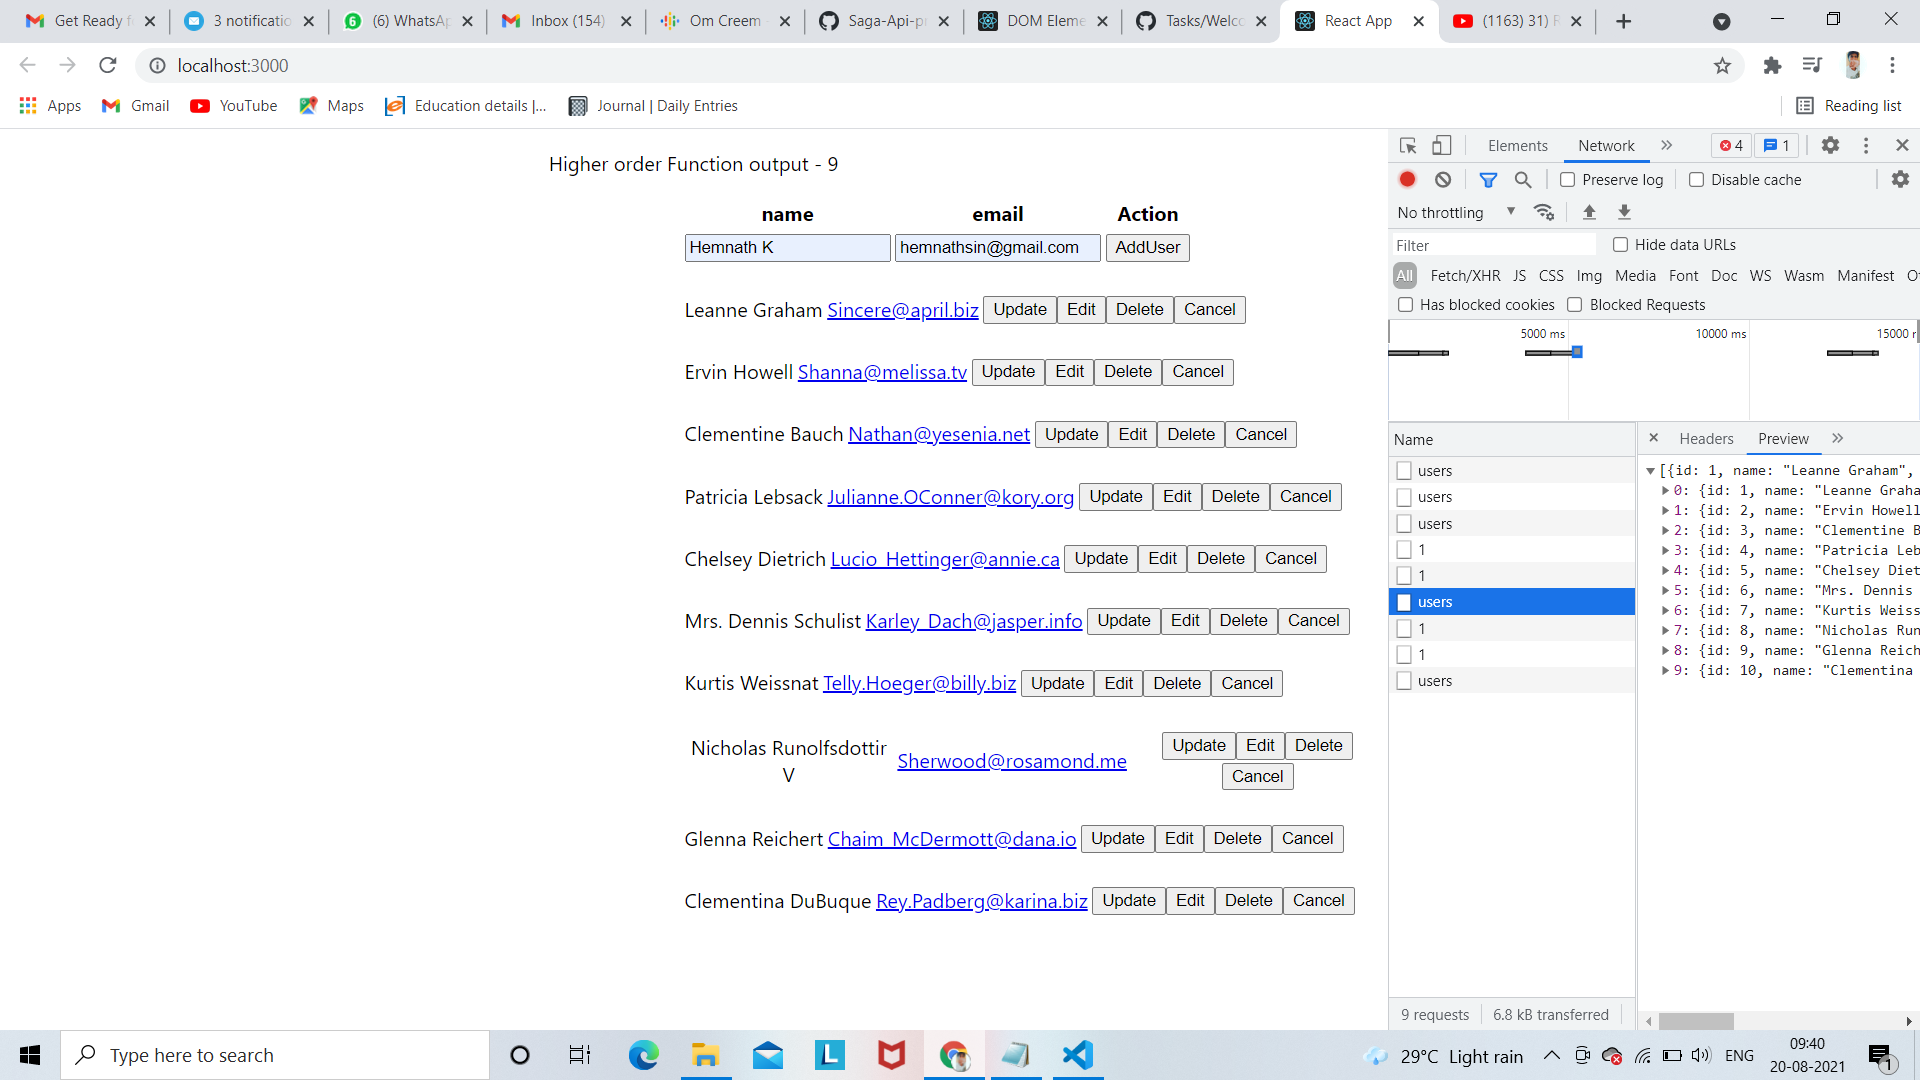 Get Ready f
3 notificatio
(6) WhatsAp
Inbox (154)
Om Creem
Saga-Api-pr
DOM Eleme
Tasks/Welco
React App
(1163) 31) R
localhost:3000
Apps
Gmail
YouTube
Maps
Education details |...
Journal | Daily Entries
Reading list
Higher order Function output - 9
name email Action
Hemnath K hemnathsin@gmail.com AddUser
Leanne Graham Sincere@april.biz Update Edit Delete Cancel
Ervin Howell Shanna@melissa.tv Update Edit Delete Cancel
Clementine Bauch Nathan@yesenia.net Update Edit Delete Cancel
Patricia Lebsack Julianne.OConner@kory.org Update Edit Delete Cancel
Chelsey Dietrich Lucio_Hettinger@annie.ca Update Edit Delete Cancel
Mrs. Dennis Schulist Karley_Dach@jasper.info Update Edit Delete Cancel
Kurtis Weissnat Telly.Hoeger@billy.biz Update Edit Delete Cancel
Nicholas Runolfsdottir
V
Sherwood@rosamond.me
Update Edit Delete
Cancel
Glenna Reichert Chaim_McDermott@dana.io Update Edit Delete Cancel
Clementina DuBuque Rey.Padberg@karina.biz Update Edit Delete Cancel
Elements Network 4 1
Preserve log Disable cache
No throttling
Filter Hide data URLs
All Fetch/XHR JS CSS Img Media Font Doc WS Wasm Manifest
Has blocked cookies Blocked Requests
5000 ms 10000 ms 15000
Name
users
users
users
1
1
users
1
1
users
Headers Preview
[{id: 1, name: "Leanne Graham",
0: {id: 1, name: "Leanne Graha
1: {id: 2, name: "Ervin Howell
2: {id: 3, name: "Clementine B
3: {id: 4, name: "Patricia Leb
4: {id: 5, name: "Chelsey Diet
5: {id: 6, name: "Mrs. Dennis
6: {id: 7, name: "Kurtis Weiss
7: {id: 8, name: "Nicholas Run
8: {id: 9, name: "Glenna Reich
9: {id: 10, name: "Clementina
9 requests 6.8 kB transferred
Type here to search
29°C Light rain
ENG
09:40
20-08-2021
1